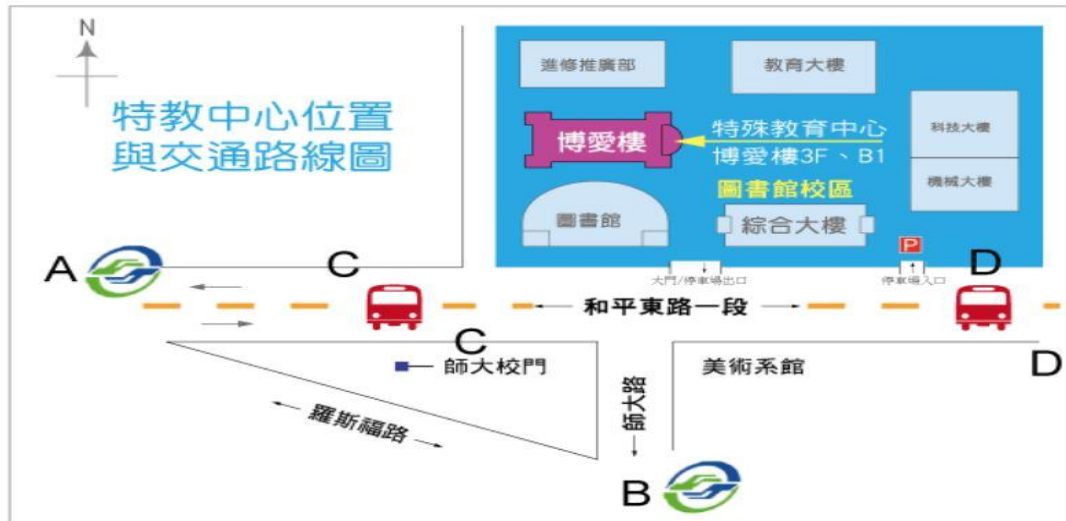 N
特教中心位置
與交通路線圖
進修推廣部
教育大樓
博愛樓
特殊教育中心
博愛樓3F、B1
科技大樓
機械大樓
圖書館校區
圖書館
綜合大樓
P
A
C
D
大門/停車場出口
停車場入口
和平東路一段
C
D
師大校門
美術系館
羅斯福路
師大路
B